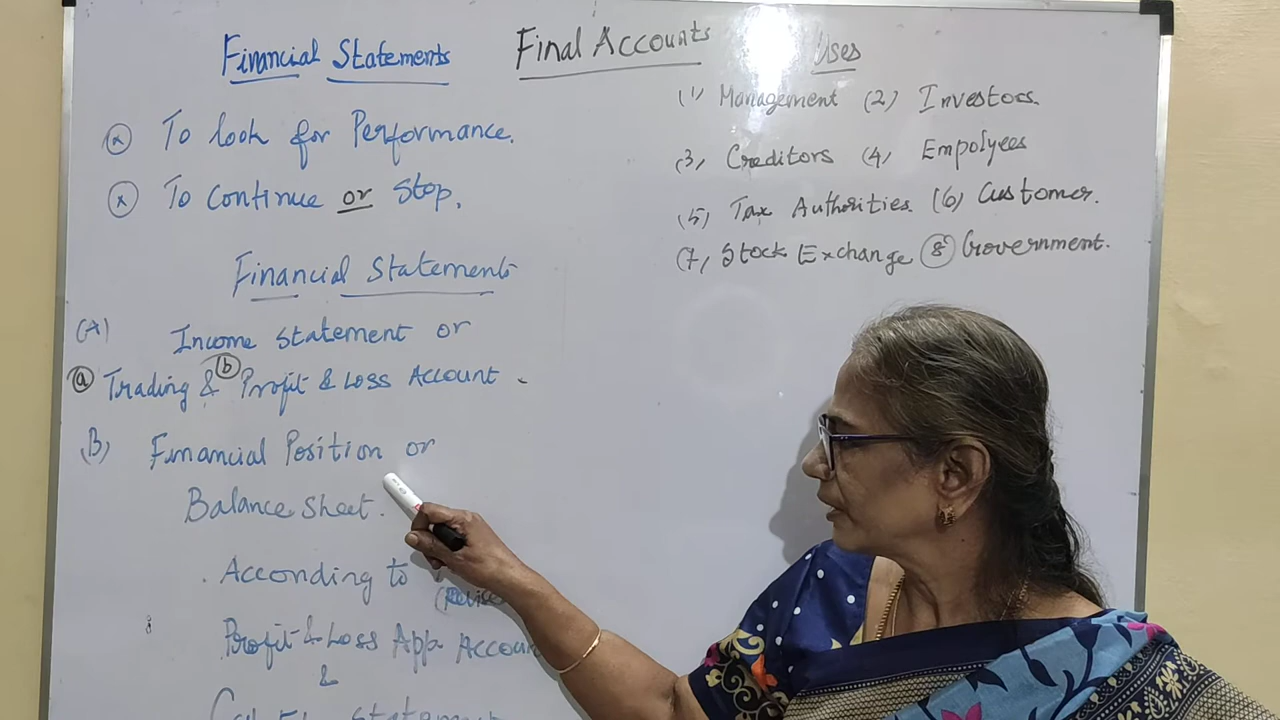 Final Accounts
Financial Statements
(x) To look for Performance.
(x) To Continue or Stop.
Financial Statements
(A) Income Statement or
(a) Trading & (b) Profit & Loss Account.
B) Financial Position or
Balance Sheet.
According to
Profit & Loss App Accoun
&
Uses
(1) Management (2) Investors.
(3) Creditors (4) Empolyees
(5) Tax Authorities (6) Customer.
(7) Stock Exchange (8) Government.